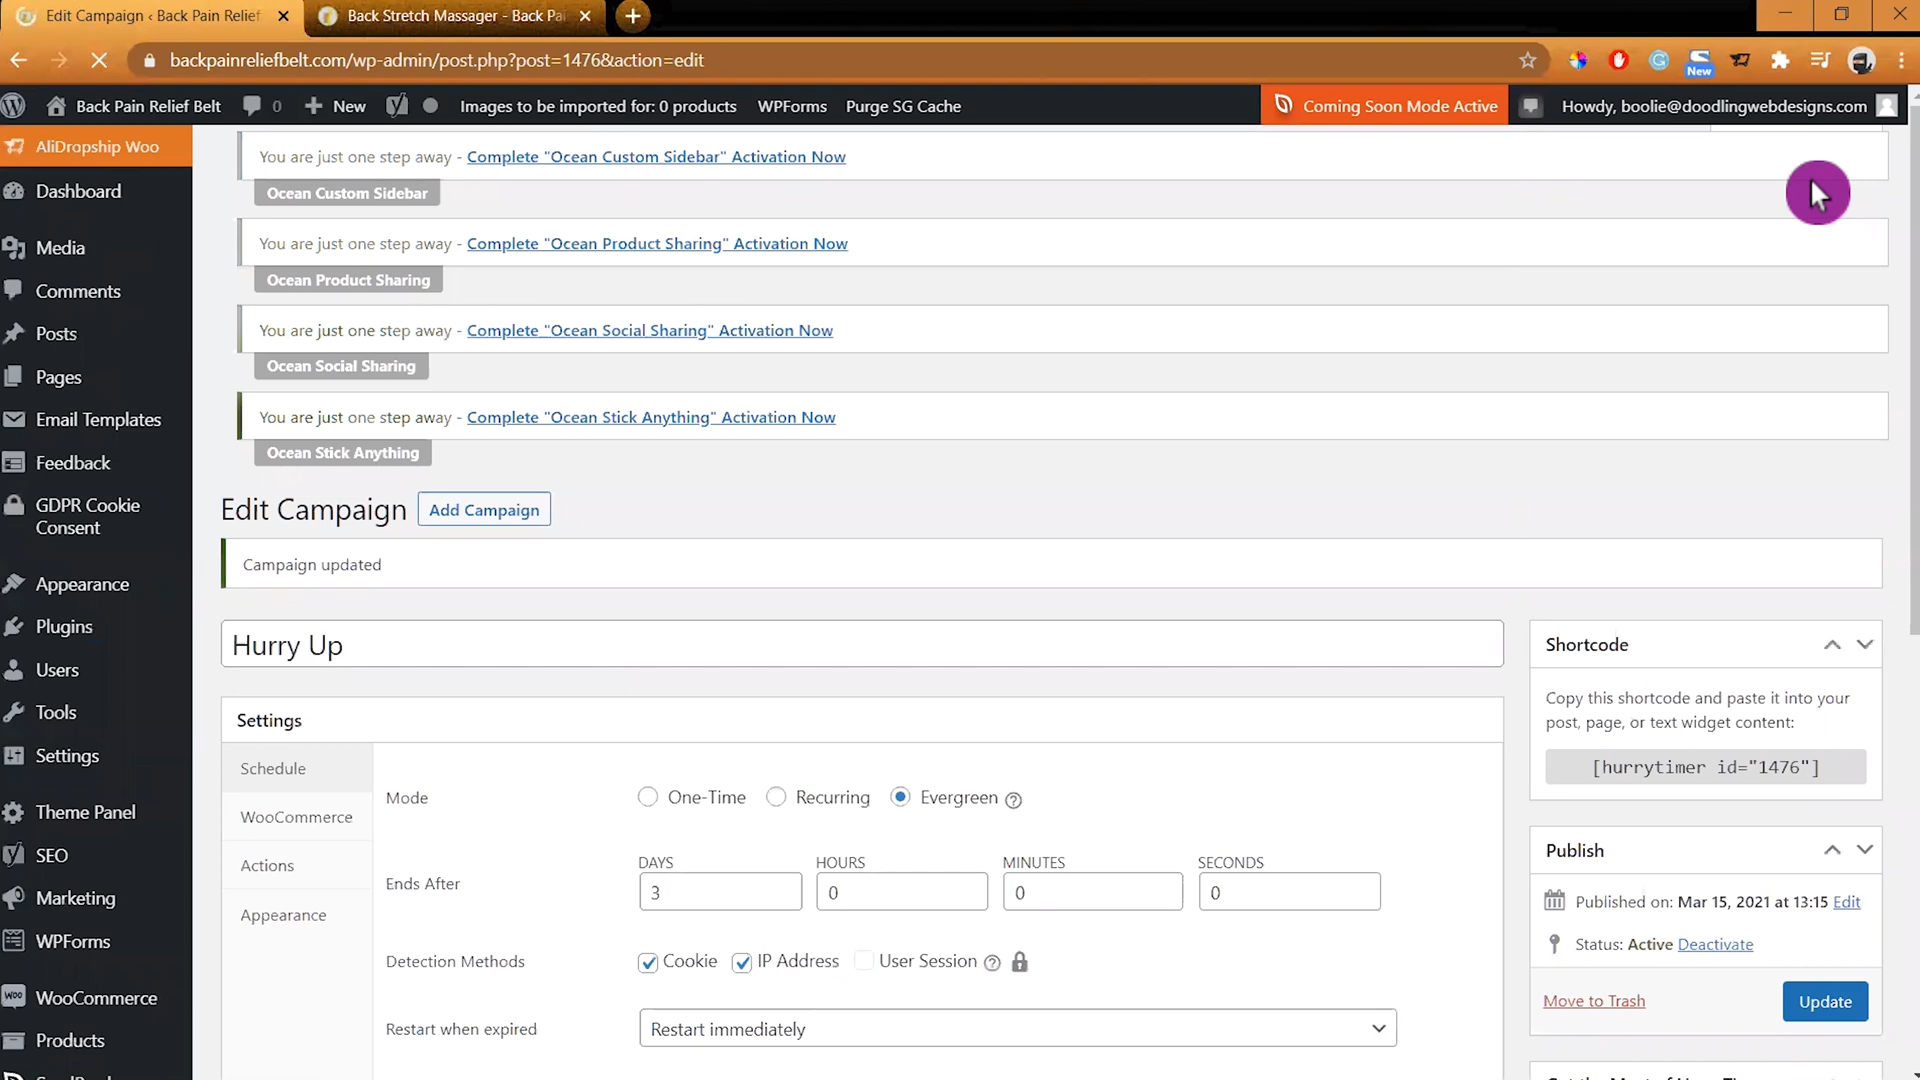 Edit Campaign ‹ Back Pain Relief
Back Stretch Massager - Back Pa
backpainreliefbelt.com/wp-admin/post.php?post=1476&action=edit
New
Back Pain Relief Belt
0
New
Images to be imported for: 0 products
WPForms
Purge SG Cache
Coming Soon Mode Active
Howdy, boolie@doodlingwebdesigns.com
AliDropship Woo
Dashboard
Media
Comments
Posts
Pages
Email Templates
Feedback
GDPR Cookie
Consent
Appearance
Plugins
Users
Tools
Settings
Theme Panel
SEO
Marketing
WPForms
WooCommerce
Products
You are just one step away - Complete "Ocean Custom Sidebar" Activation Now
Ocean Custom Sidebar
You are just one step away - Complete "Ocean Product Sharing" Activation Now
Ocean Product Sharing
You are just one step away - Complete "Ocean Social Sharing" Activation Now
Ocean Social Sharing
You are just one step away - Complete "Ocean Stick Anything" Activation Now
Ocean Stick Anything
Edit Campaign
Add Campaign
Campaign updated
Hurry Up
Settings
Schedule
WooCommerce
Actions
Appearance
Mode
One-Time
Recurring
Evergreen
Ends After
DAYS
HOURS
MINUTES
SECONDS
3
0
0
0
Detection Methods
Cookie
IP Address
User Session
Restart when expired
Restart immediately
Shortcode
Copy this shortcode and paste it into your
post, page, or text widget content:
[hurrytimer id="1476"]
Publish
Published on: Mar 15, 2021 at 13:15 Edit
Status: Active Deactivate
Move to Trash
Update